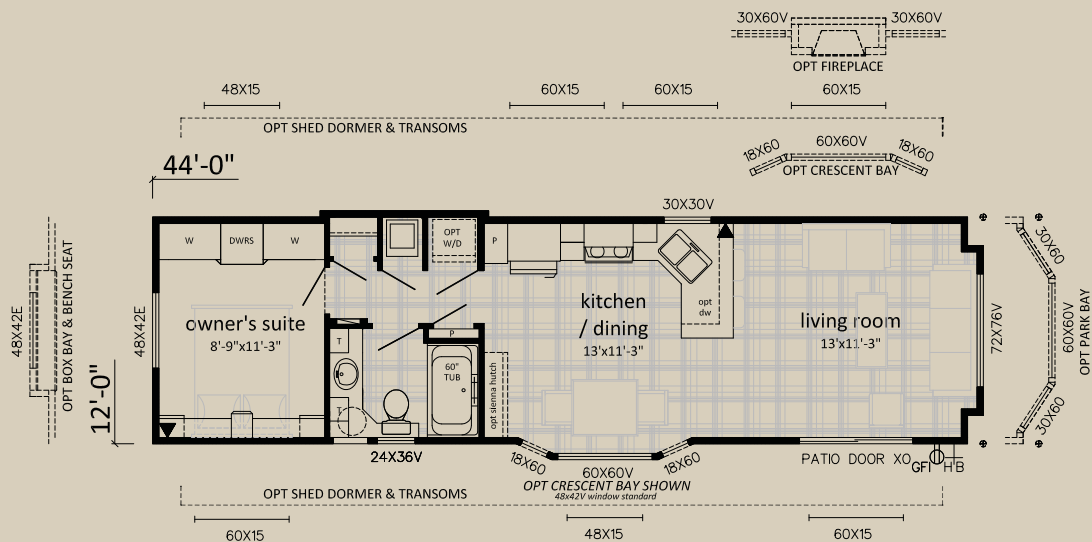 30X60V
30X60V
OPT FIREPLACE
48X15
60X15
60X15
60X15
OPT SHED DORMER & TRANSOMS
18X60
60X60V
18X60
OPT CRESCENT BAY
44'-0"
30X30V
W
DWRS
W
OPT
W/D
P
opt
dw
30X60
48X42E
OPT BOX BAY & BENCH SEAT
48X42E
owner's suite
8'-9"x11'-3"
kitchen
/ dining
13'x11'-3"
living room
13'x11'-3"
72X76V
60X60V
OPT PARK BAY
12'-0"
T
P
60"
TUB
T
opt sienna hutch
30X60
24X36V
18X60
60X60V
18X60
OPT CRESCENT BAY SHOWN
48x42V window standard
PATIO DOOR XO
GFI
HB
OPT SHED DORMER & TRANSOMS
60X15
48X15
60X15